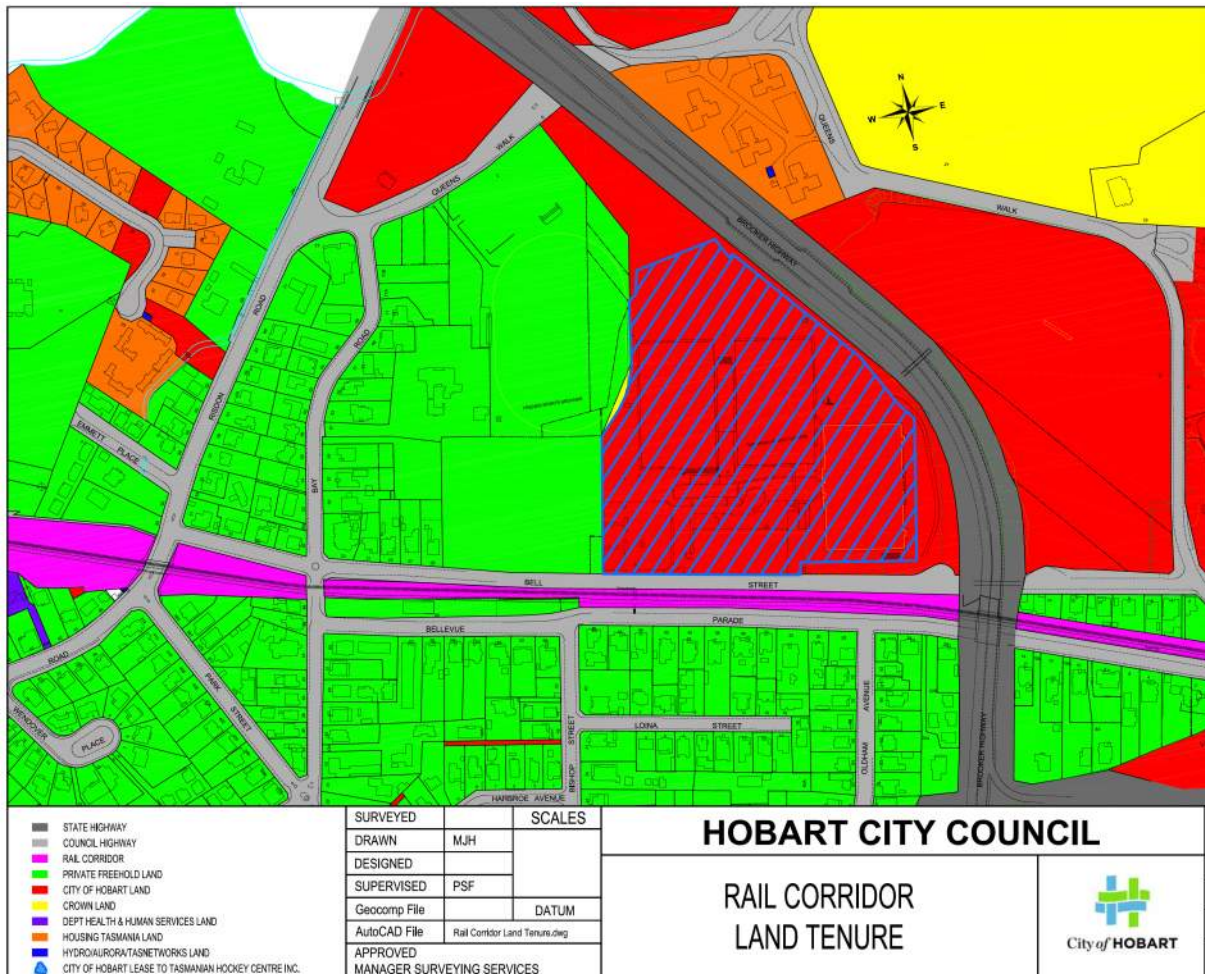 QUEENS
WALK
N
E
W
S
QUEENS
WALK
BROOKER HIGHWAY
ROAD
ROAD
RISDON
EMMETT
PLACE
BAY
BELL
STREET
BELLEVUE
PARADE
ROAD
PARK
STREET
WENDOVER
PLACE
LOINA
STREET
BISHOP
STREET
OLDHAM
AVENUE
BROOKER HIGHWAY
HARBROE AVENUE
STATE HIGHWAY
COUNCIL HIGHWAY
RAIL CORRIDOR
PRIVATE FREEHOLD LAND
CITY OF HOBART LAND
CROWN LAND
DEPT HEALTH & HUMAN SERVICES LAND
HOUSING TASMANIA LAND
HYDRO/AURORA/TASNETWORKS LAND
CITY OF HOBART LEASE TO TASMANIAN HOCKEY CENTRE INC.
SURVEYED
SCALES
DRAWN MJH
DESIGNED
SUPERVISED PSF
Geocomp File
DATUM
AutoCAD File Rail Corridor Land Tenure.dwg
APPROVED
MANAGER SURVEYING SERVICES
HOBART CITY COUNCIL
RAIL CORRIDOR
LAND TENURE
City of HOBART